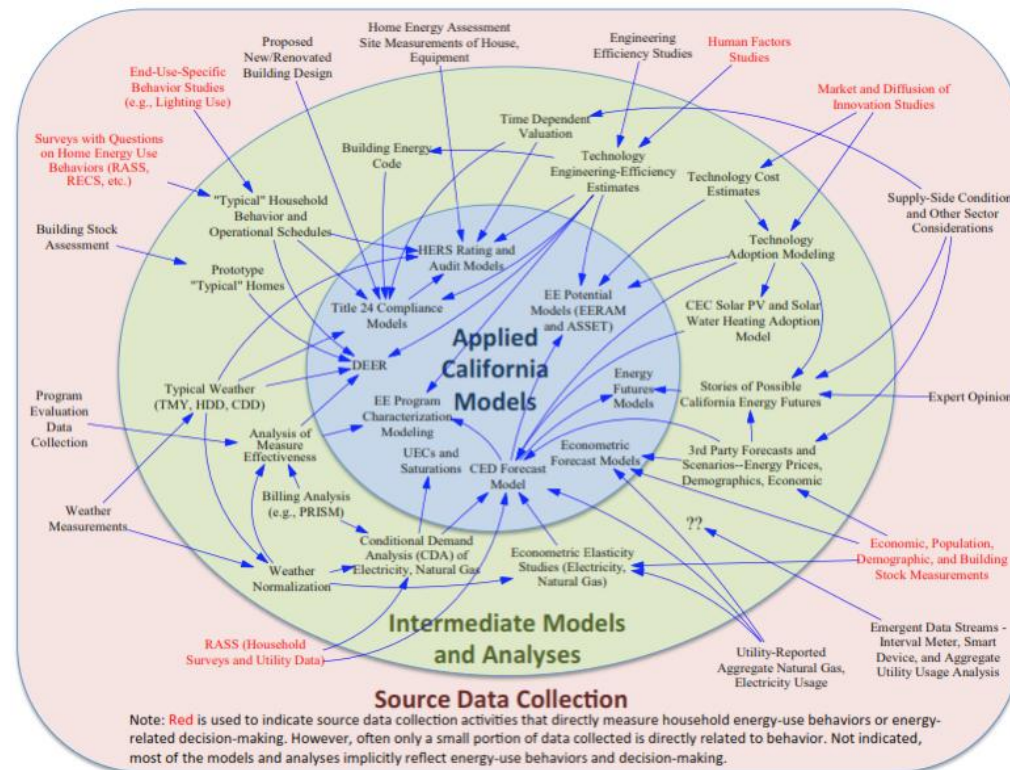 Proposed
New/Renovated
Building Design
Home Energy Assessment
Site Measurements of House,
Equipment
Engineering
Efficiency Studies
Human Factors
Studies
End-Use-Specific
Behavior Studies
(e.g., Lighting Use)
Market and Diffusion of
Innovation Studies
Surveys with Questions
on Home Energy Use
Behaviors (RASS,
RECS, etc.)
Building Energy
Code
Time Dependent
Valuation
Technology
Engineering-Efficiency
Estimates
Technology Cost
Estimates
Supply-Side Condition
and Other Sector
Considerations
"Typical" Household
Behavior and
Operational Schedules
Building Stock
Assessment
HERS Rating and
Audit Models
Technology
Adoption Modeling
Prototype
"Typical" Homes
Title 24 Compliance
Models
EE Potential
Models (EERAM
and ASSET)
CEC Solar PV and Solar
Water Heating Adoption
Model
Applied
California
Models
DEER
Energy
Futures
Models
Typical Weather
(TMY, HDD, CDD)
Stories of Possible
California Energy Futures
Expert Opinion
Program
Evaluation
Data
Collection
EE Program
Characterization
Modeling
Analysis of
Measure
Effectiveness
UECs and
Saturations
CED Forecast
Model
Econometric
Forecast Models
3rd Party Forecasts and
Scenarios--Energy Prices,
Demographics, Economic
Billing Analysis
(e.g., PRISM)
Weather
Measurements
??
Conditional Demand
Analysis (CDA) of
Electricity, Natural Gas
Econometric Elasticity
Studies (Electricity,
Natural Gas)
Economic, Population,
Demographic, and Building
Stock Measurements
Weather
Normalization
Intermediate Models
and Analyses
RASS (Household
Surveys and Utility Data)
Utility-Reported
Aggregate Natural Gas,
Electricity Usage
Emergent Data Streams -
Interval Meter, Smart
Device, and Aggregate
Utility Usage Analysis
Source Data Collection
Note: Red is used to indicate source data collection activities that directly measure household energy-use behaviors or energy-
related decision-making. However, often only a small portion of data collected is directly related to behavior. Not indicated,
most of the models and analyses implicitly reflect energy-use behaviors and decision-making.